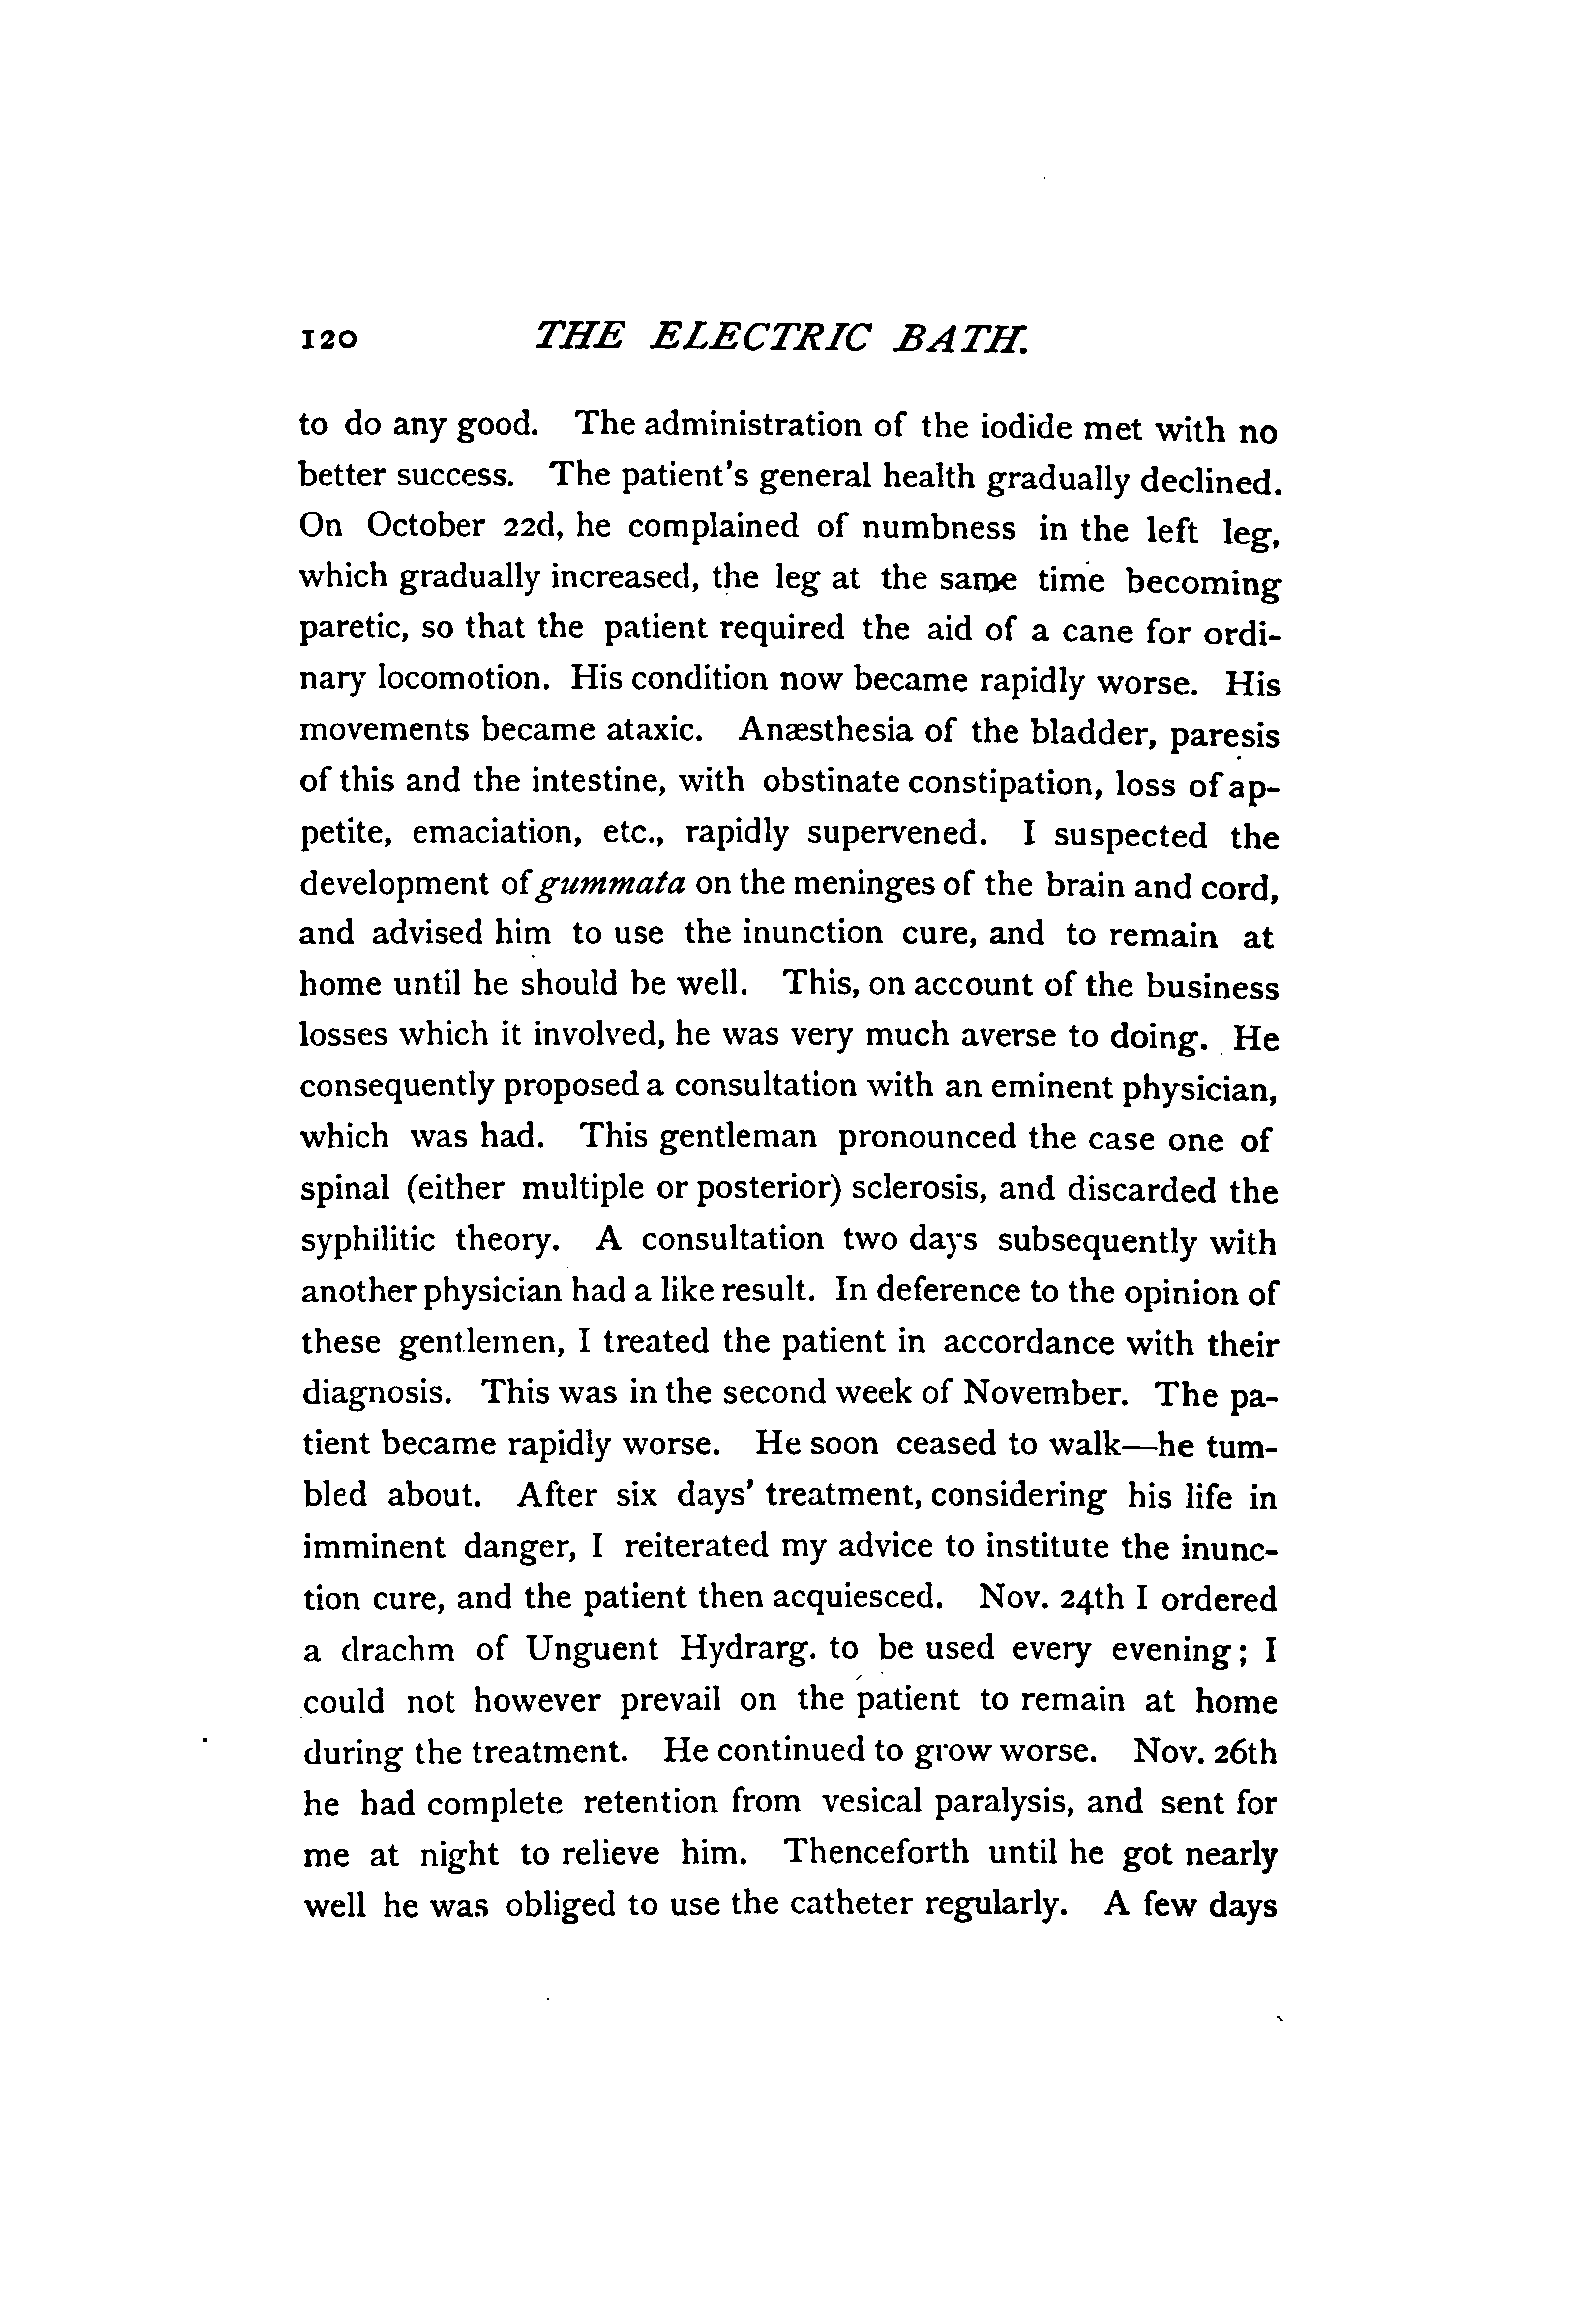 120 THE ELECTRIC BATH.
to do any good. The administration of the iodide met with no
better success. The patient's general health gradually declined.
On October 22d, he complained of numbness in the left leg,
which gradually increased, the leg at the same time becoming
paretic, so that the patient required the aid of a cane for ordi-
nary locomotion. His condition now became rapidly worse. His
movements became ataxic. Anæsthesia of the bladder, paresis
of this and the intestine, with obstinate constipation, loss of ap-
petite, emaciation, etc., rapidly supervened. I suspected the
development of gummata on the meninges of the brain and cord,
and advised him to use the inunction cure, and to remain at
home until he should be well. This, on account of the business
losses which it involved, he was very much averse to doing. He
consequently proposed a consultation with an eminent physician,
which was had. This gentleman pronounced the case one of
spinal (either multiple or posterior) sclerosis, and discarded the
syphilitic theory. A consultation two days subsequently with
another physician had a like result. In deference to the opinion of
these gentlemen, I treated the patient in accordance with their
diagnosis. This was in the second week of November. The pa-
tient became rapidly worse. He soon ceased to walk—he tum-
bled about. After six days' treatment, considering his life in
imminent danger, I reiterated my advice to institute the inunc-
tion cure, and the patient then acquiesced. Nov. 24th I ordered
a drachm of Unguent Hydrarg. to be used every evening; I
could not however prevail on the patient to remain at home
during the treatment. He continued to grow worse. Nov. 26th
he had complete retention from vesical paralysis, and sent for
me at night to relieve him. Thenceforth until he got nearly
well he was obliged to use the catheter regularly. A few days